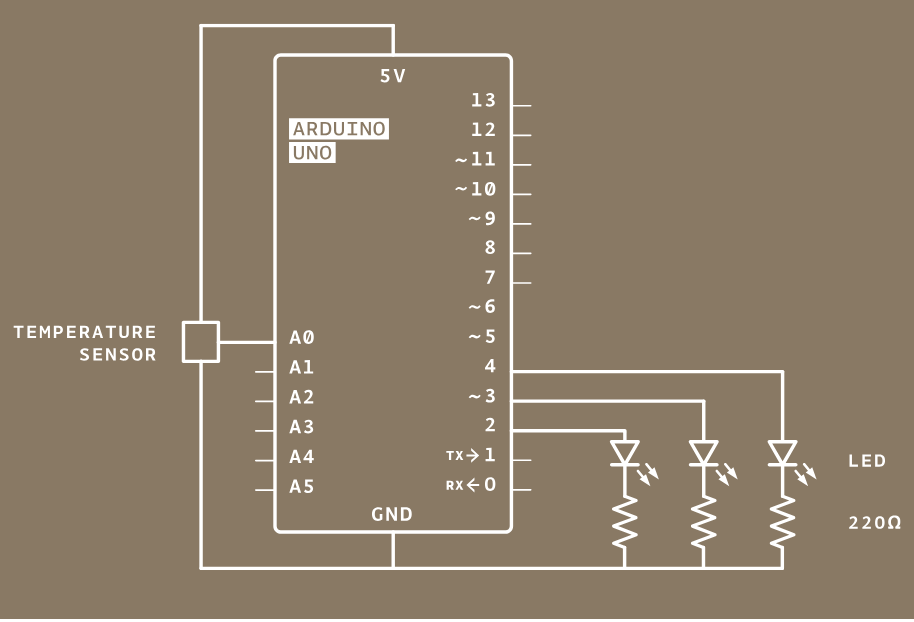 5V
ARDUINO
UNO
13
12
~11
~10
~9
8
7
~6
~5
4
~3
2
TX→1
RX←0
TEMPERATURE
SENSOR
A0
A1
A2
A3
A4
A5
GND
LED
220Ω